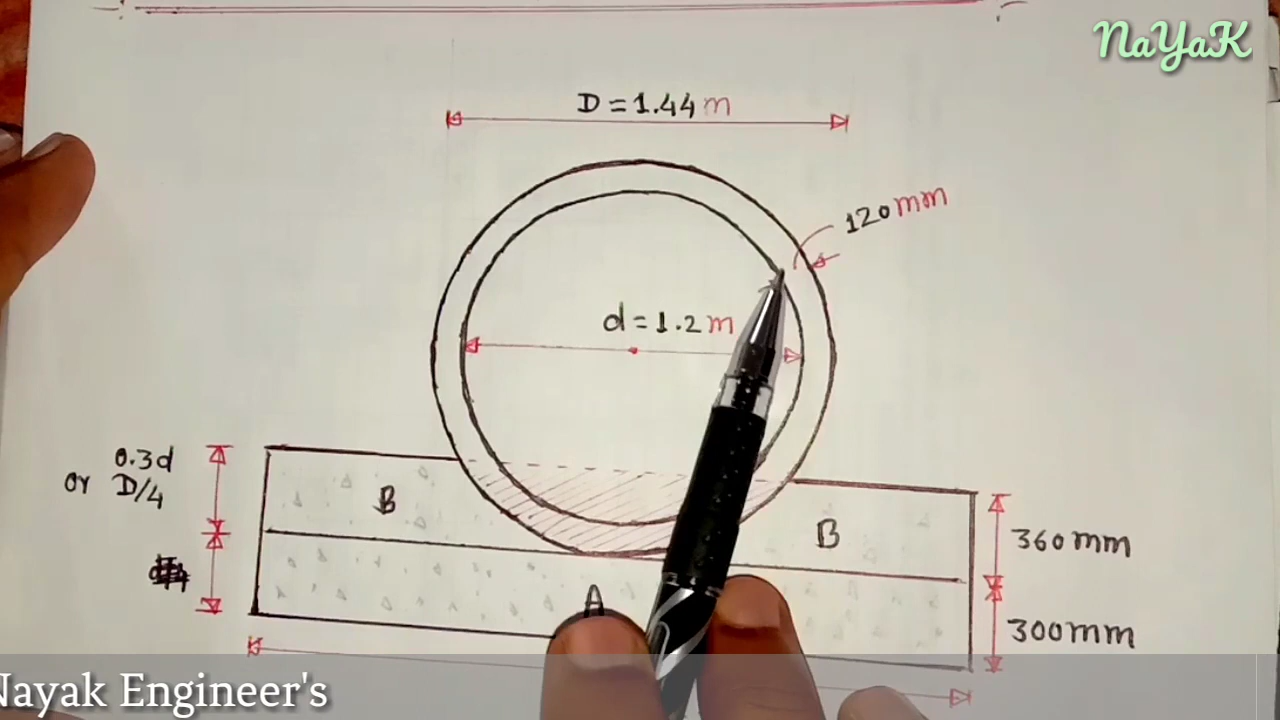 NaYaK
D = 1.44 m
120 mm
d = 1.2 m
0.3d
or D/4
B
B
360 mm
A
300 mm
Nayak Engineer's